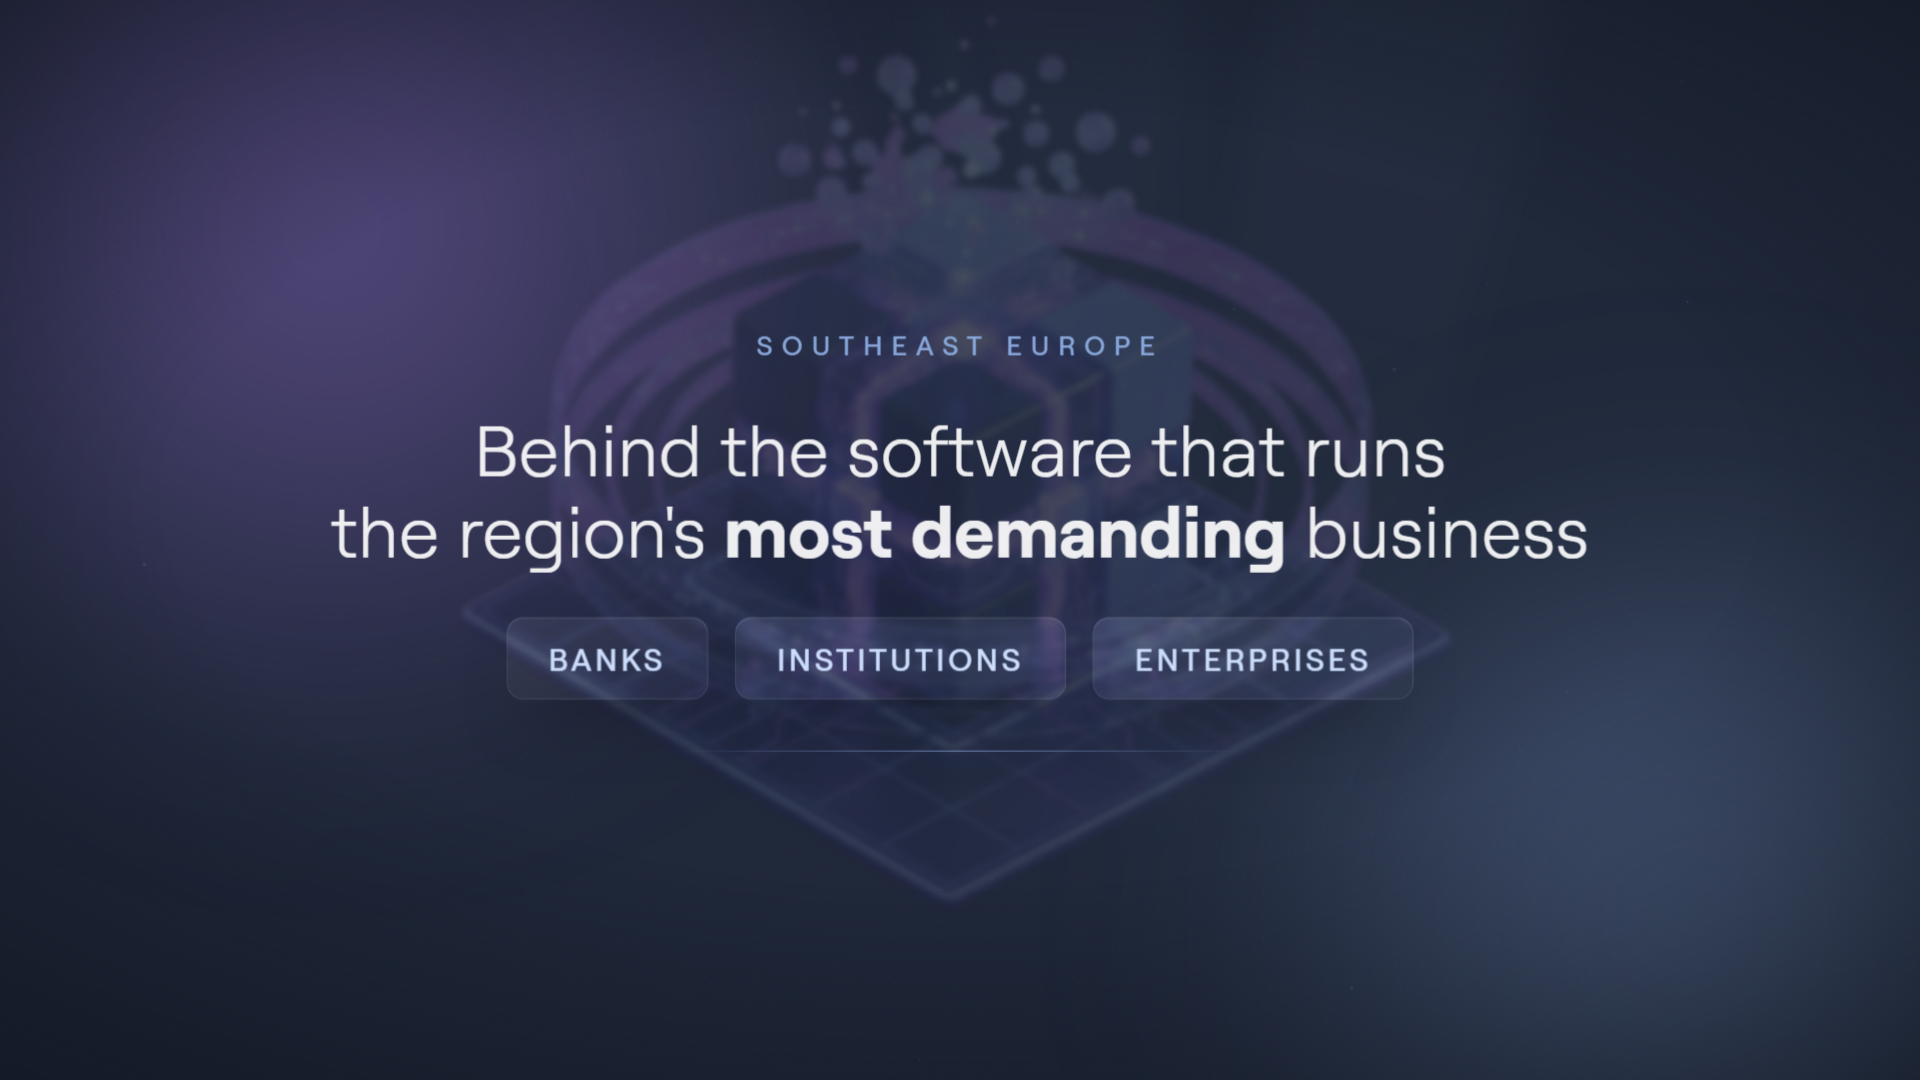 SOUTHEAST EUROPE
Behind the software that runs
the region's most demanding business
BANKS
INSTITUTIONS
ENTERPRISES